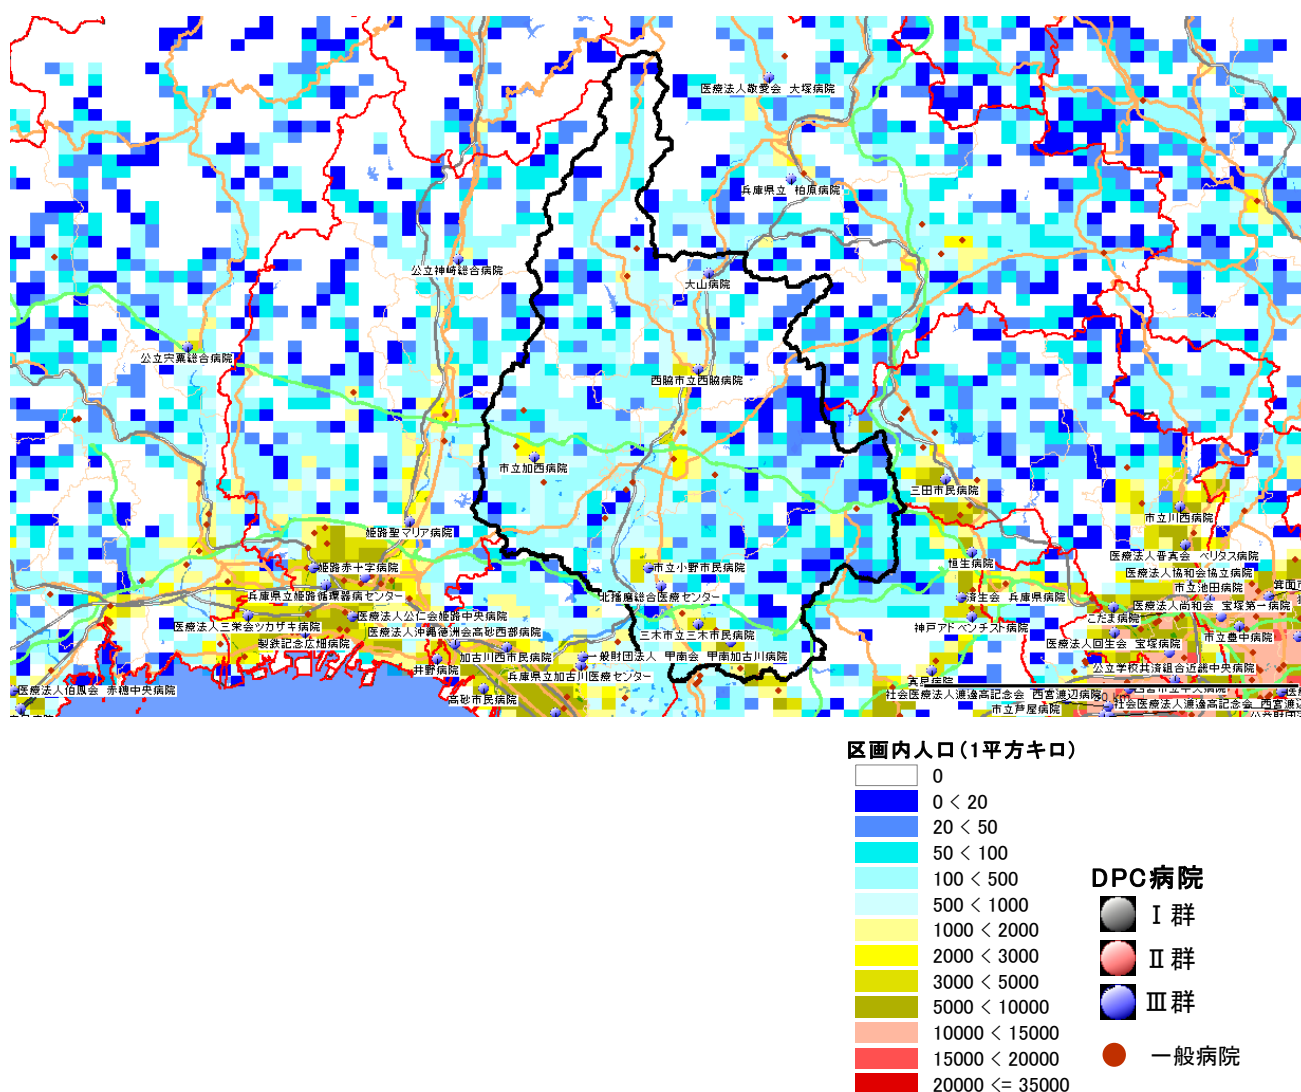 医療法人敬愛会 大塚病院
兵庫県立 柏原病院
公立神崎総合病院
大山病院
公立宍粟総合病院
西脇市立西脇病院
市立加西病院
三田市民病院
市立川西病院
姫路聖マリア病院
医療法人晋真会 ベリタス病院
恒生病院
姫路赤十字病院
市立小野市民病院
医療法人協和会協立病院
市立池田病院
箕面市
兵庫県立姫路循環器病センター
北播磨総合医療センター
済生会 兵庫県病院
医療法人尚和会 宝塚第一病院
医療法人公仁会姫路中央病院
こだま病院
医療法人三栄会ツカザキ病院
医療法人沖縄徳洲会高砂西部病院
三木市立三木市民病院
神戸アドベンチスト病院
市立豊中病院
製鉄記念広畑病院
医療法人回生会 宝塚病院
加古川西市民病院
一般財団法人 甲南会 甲南加古川病院
井野病院
公立学校共済組合近畿中央病院
兵庫県立加古川医療センター
医療法人伯鳳会 赤穂中央病院
高砂市民病院
社会医療法人渡邊高記念会 西宮渡辺病院
市立芦屋病院
区画内人口(1平方キロ)
0
0 < 20
20 < 50
50 < 100
100 < 500
500 < 1000
1000 < 2000
2000 < 3000
3000 < 5000
5000 < 10000
10000 < 15000
15000 < 20000
20000 <= 35000
DPC病院
Ⅰ群
Ⅱ群
Ⅲ群
一般病院